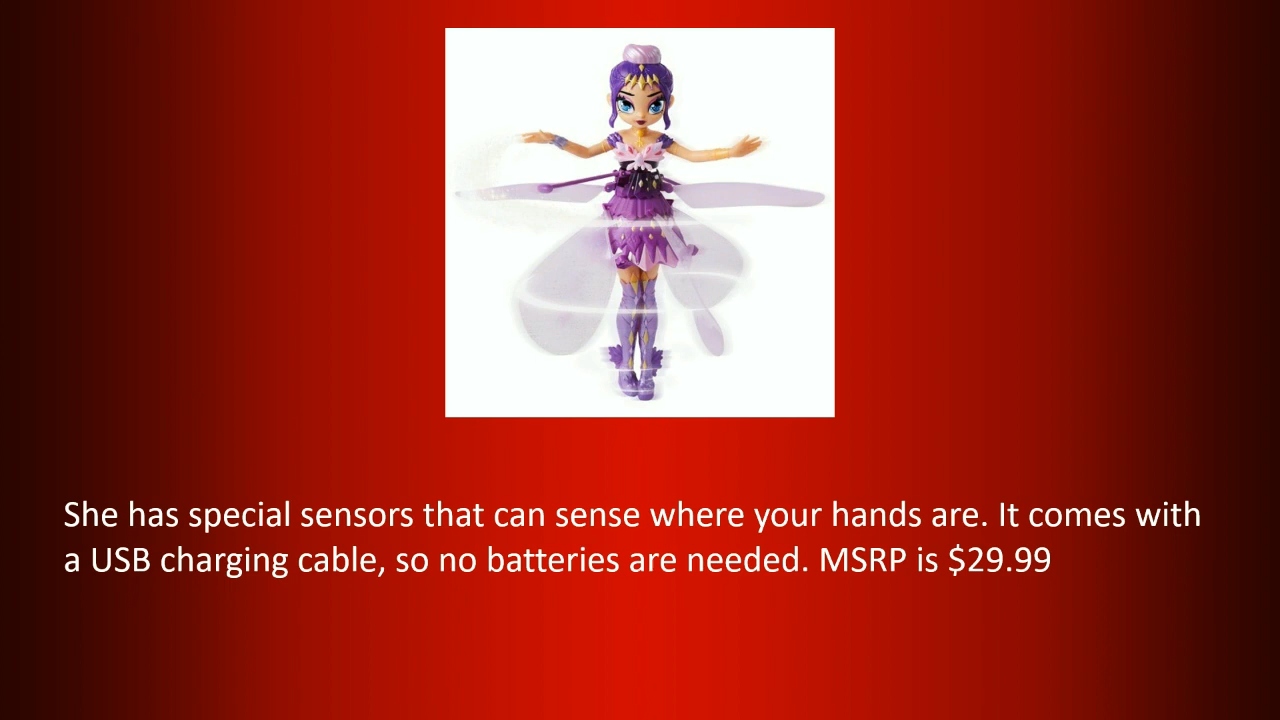 She has special sensors that can sense where your hands are. It comes with
a USB charging cable, so no batteries are needed. MSRP is $29.99